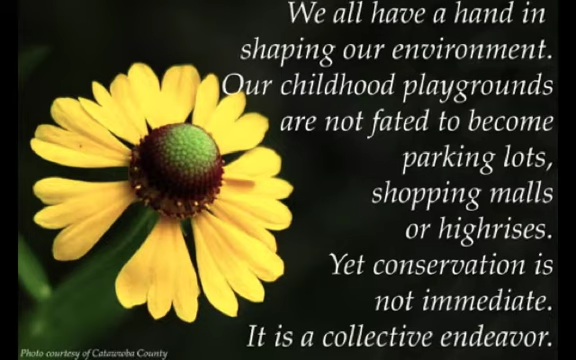 We all have a hand in
shaping our environment.
Our childhood playgrounds
are not fated to become
parking lots,
shopping malls
or highrises.
Yet conservation is
not immediate.
It is a collective endeavor.
Photo courtesy of Catawwba County